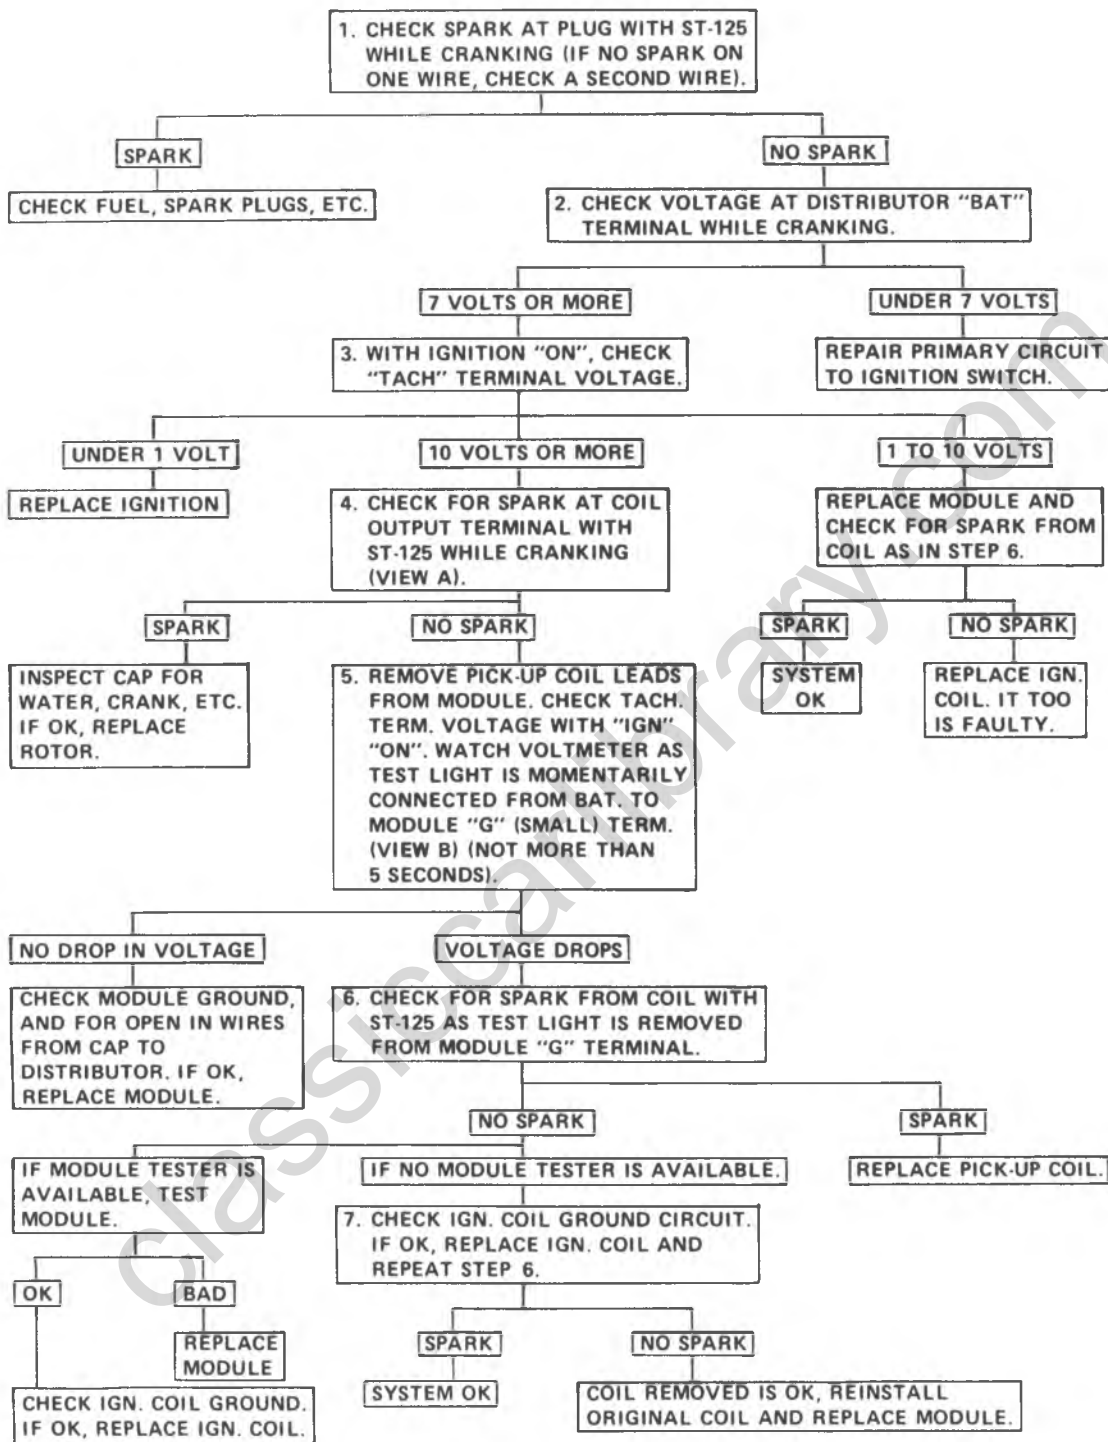 1. CHECK SPARK AT PLUG WITH ST-125
WHILE CRANKING (IF NO SPARK ON
ONE WIRE, CHECK A SECOND WIRE).
SPARK
NO SPARK
CHECK FUEL, SPARK PLUGS, ETC.
2. CHECK VOLTAGE AT DISTRIBUTOR "BAT"
TERMINAL WHILE CRANKING.
7 VOLTS OR MORE
UNDER 7 VOLTS
3. WITH IGNITION "ON", CHECK
"TACH" TERMINAL VOLTAGE.
REPAIR PRIMARY CIRCUIT
TO IGNITION SWITCH.
UNDER 1 VOLT
10 VOLTS OR MORE
1 TO 10 VOLTS
REPLACE IGNITION
4. CHECK FOR SPARK AT COIL
OUTPUT TERMINAL WITH
ST-125 WHILE CRANKING
(VIEW A).
REPLACE MODULE AND
CHECK FOR SPARK FROM
COIL AS IN STEP 6.
SPARK
NO SPARK
SPARK
NO SPARK
INSPECT CAP FOR
WATER, CRANK, ETC.
IF OK, REPLACE
ROTOR.
5. REMOVE PICK-UP COIL LEADS
FROM MODULE. CHECK TACH.
TERM. VOLTAGE WITH "IGN"
"ON". WATCH VOLTMETER AS
TEST LIGHT IS MOMENTARILY
CONNECTED FROM BAT. TO
MODULE "G" (SMALL) TERM.
(VIEW B) (NOT MORE THAN
5 SECONDS).
SYSTEM
OK
REPLACE IGN.
COIL. IT TOO
IS FAULTY.
NO DROP IN VOLTAGE
VOLTAGE DROPS
CHECK MODULE GROUND,
AND FOR OPEN IN WIRES
FROM CAP TO
DISTRIBUTOR. IF OK,
REPLACE MODULE.
6. CHECK FOR SPARK FROM COIL WITH
ST-125 AS TEST LIGHT IS REMOVED
FROM MODULE "G" TERMINAL.
NO SPARK
SPARK
IF MODULE TESTER IS
AVAILABLE, TEST
MODULE.
IF NO MODULE TESTER IS AVAILABLE.
REPLACE PICK-UP COIL.
7. CHECK IGN. COIL GROUND CIRCUIT.
IF OK, REPLACE IGN. COIL AND
REPEAT STEP 6.
OK
BAD
REPLACE
MODULE
SPARK
NO SPARK
CHECK IGN. COIL GROUND.
IF OK, REPLACE IGN. COIL.
SYSTEM OK
COIL REMOVED IS OK, REINSTALL
ORIGINAL COIL AND REPLACE MODULE.
classiccarlibrary.com